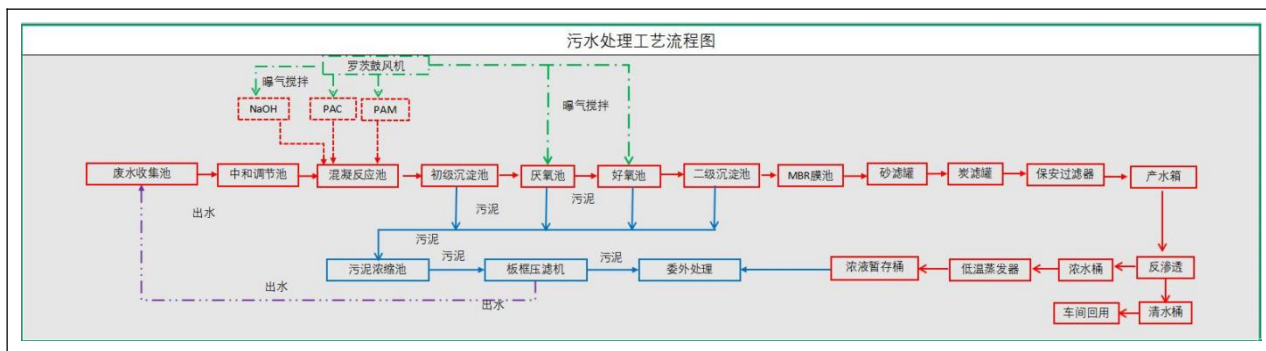 污水处理工艺流程图
罗茨鼓风机
曝气搅拌
曝气搅拌
NaOH
PAC
PAM
废水收集池
中和调节池
混凝反应池
初级沉淀池
厌氧池
好氧池
二级沉淀池
MBR膜池
砂滤罐
炭滤罐
保安过滤器
产水箱
出水
污泥
污泥
污泥
污泥浓缩池
污泥
板框压滤机
污泥
委外处理
浓液暂存桶
低温蒸发器
浓水桶
反渗透
出水
出水
车间回用
清水桶